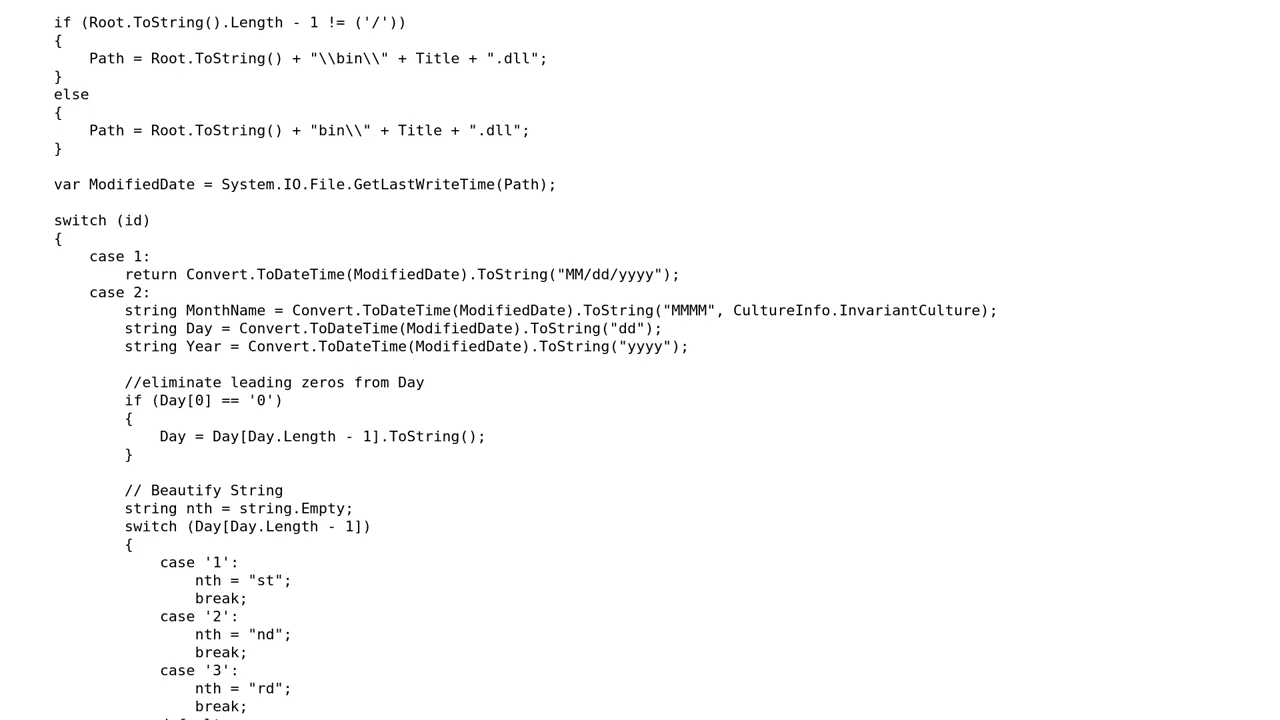 if (Root.ToString().Length - 1 != ('/'))
{
    Path = Root.ToString() + "\\bin\\" + Title + ".dll";
}
else
{
    Path = Root.ToString() + "bin\\" + Title + ".dll";
}

var ModifiedDate = System.IO.File.GetLastWriteTime(Path);

switch (id)
{
    case 1:
        return Convert.ToDateTime(ModifiedDate).ToString("MM/dd/yyyy");
    case 2:
        string MonthName = Convert.ToDateTime(ModifiedDate).ToString("MMMM", CultureInfo.InvariantCulture);
        string Day = Convert.ToDateTime(ModifiedDate).ToString("dd");
        string Year = Convert.ToDateTime(ModifiedDate).ToString("yyyy");

        //eliminate leading zeros from Day
        if (Day[0] == '0')
        {
            Day = Day[Day.Length - 1].ToString();
        }

        // Beautify String
        string nth = string.Empty;
        switch (Day[Day.Length - 1])
        {
            case '1':
                nth = "st";
                break;
            case '2':
                nth = "nd";
                break;
            case '3':
                nth = "rd";
                break;